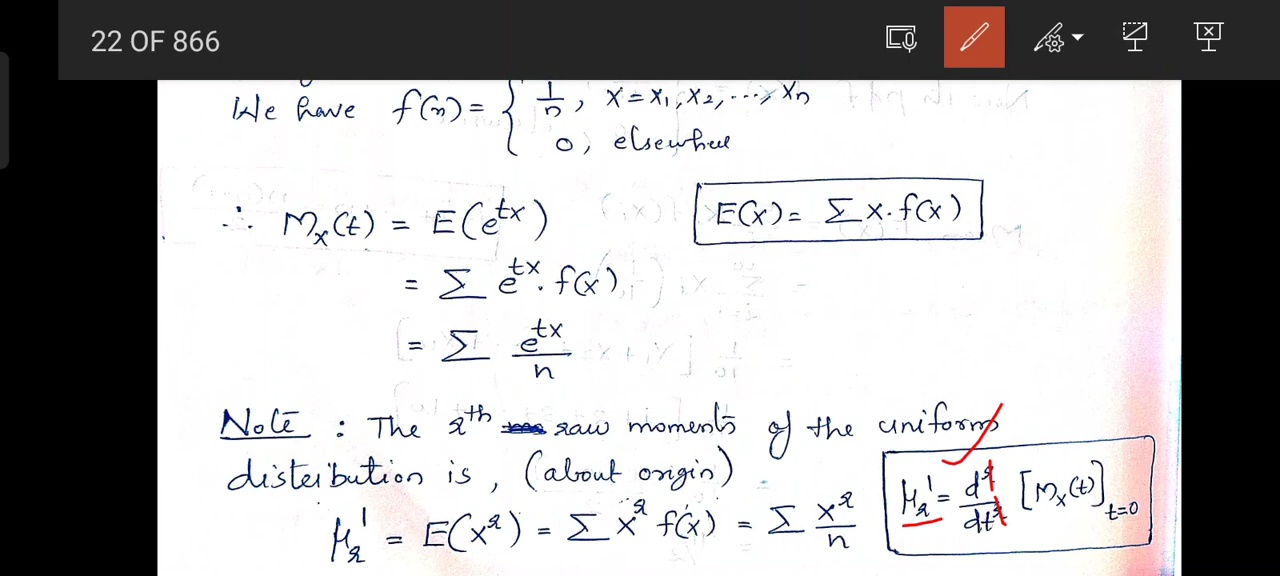 22 OF 866
We have f(x) = { 1/n, x = x₁, x₂, ..., xₙ
0, elsewhere
∴ Mₓ(t) = E(e^tx)
E(x) = Σ x. f(x)
= Σ e^tx. f(x)
= Σ e^tx/n
Note : The r^th raw moments of the uniform
distribution is, (about origin)
μᵣ' = d^r/dt^r [Mₓ(t)] t=0
μᵣ' = E(x^r) = Σ x^r f(x) = Σ x^r/n